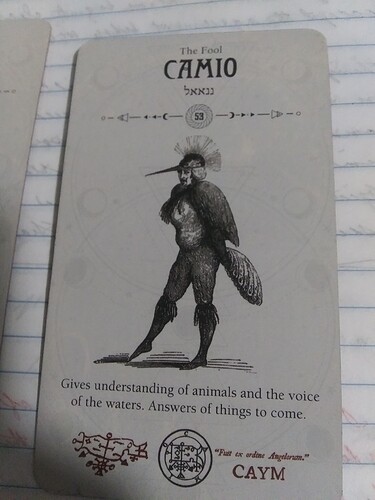 The Fool
CAMIO
ננאאל
53
Gives understanding of animals and the voice
of the waters. Answers of things to come.
"Fuit ex ordine Angelorum."
CAYM